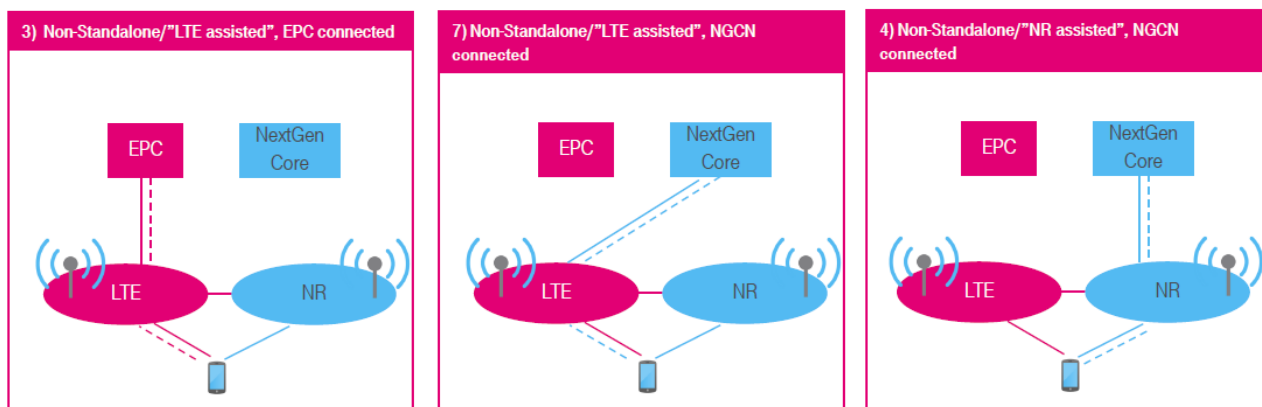 3) Non-Standalone/"LTE assisted", EPC connected
EPC
NextGen
Core
LTE
NR
7) Non-Standalone/"LTE assisted", NGCN
connected
EPC
NextGen
Core
LTE
NR
4) Non-Standalone/"NR assisted", NGCN
connected
EPC
NextGen
Core
LTE
NR